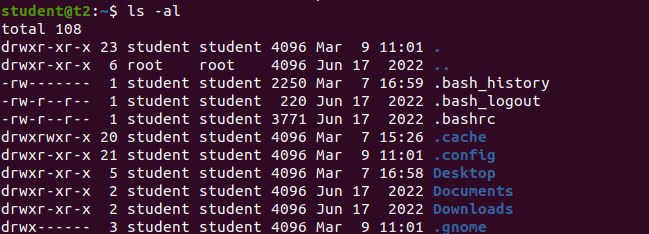 student@t2:~$ ls -al
total 108
drwxr-xr-x 23 student student 4096 Mar  9 11:01 .
drwxr-xr-x  6 root    root    4096 Jun 17  2022 ..
-rw-------  1 student student 2250 Mar  7 16:59 .bash_history
-rw-r--r--  1 student student  220 Jun 17  2022 .bash_logout
-rw-r--r--  1 student student 3771 Jun 17  2022 .bashrc
drwxrwxr-x 20 student student 4096 Mar  7 15:26 .cache
drwxr-xr-x 21 student student 4096 Mar  9 11:01 .config
drwxr-xr-x  5 student student 4096 Mar  7 16:58 Desktop
drwxr-xr-x  2 student student 4096 Jun 17  2022 Documents
drwxr-xr-x  2 student student 4096 Jun 17  2022 Downloads
drwx------  3 student student 4096 Mar  9 11:01 .gnome